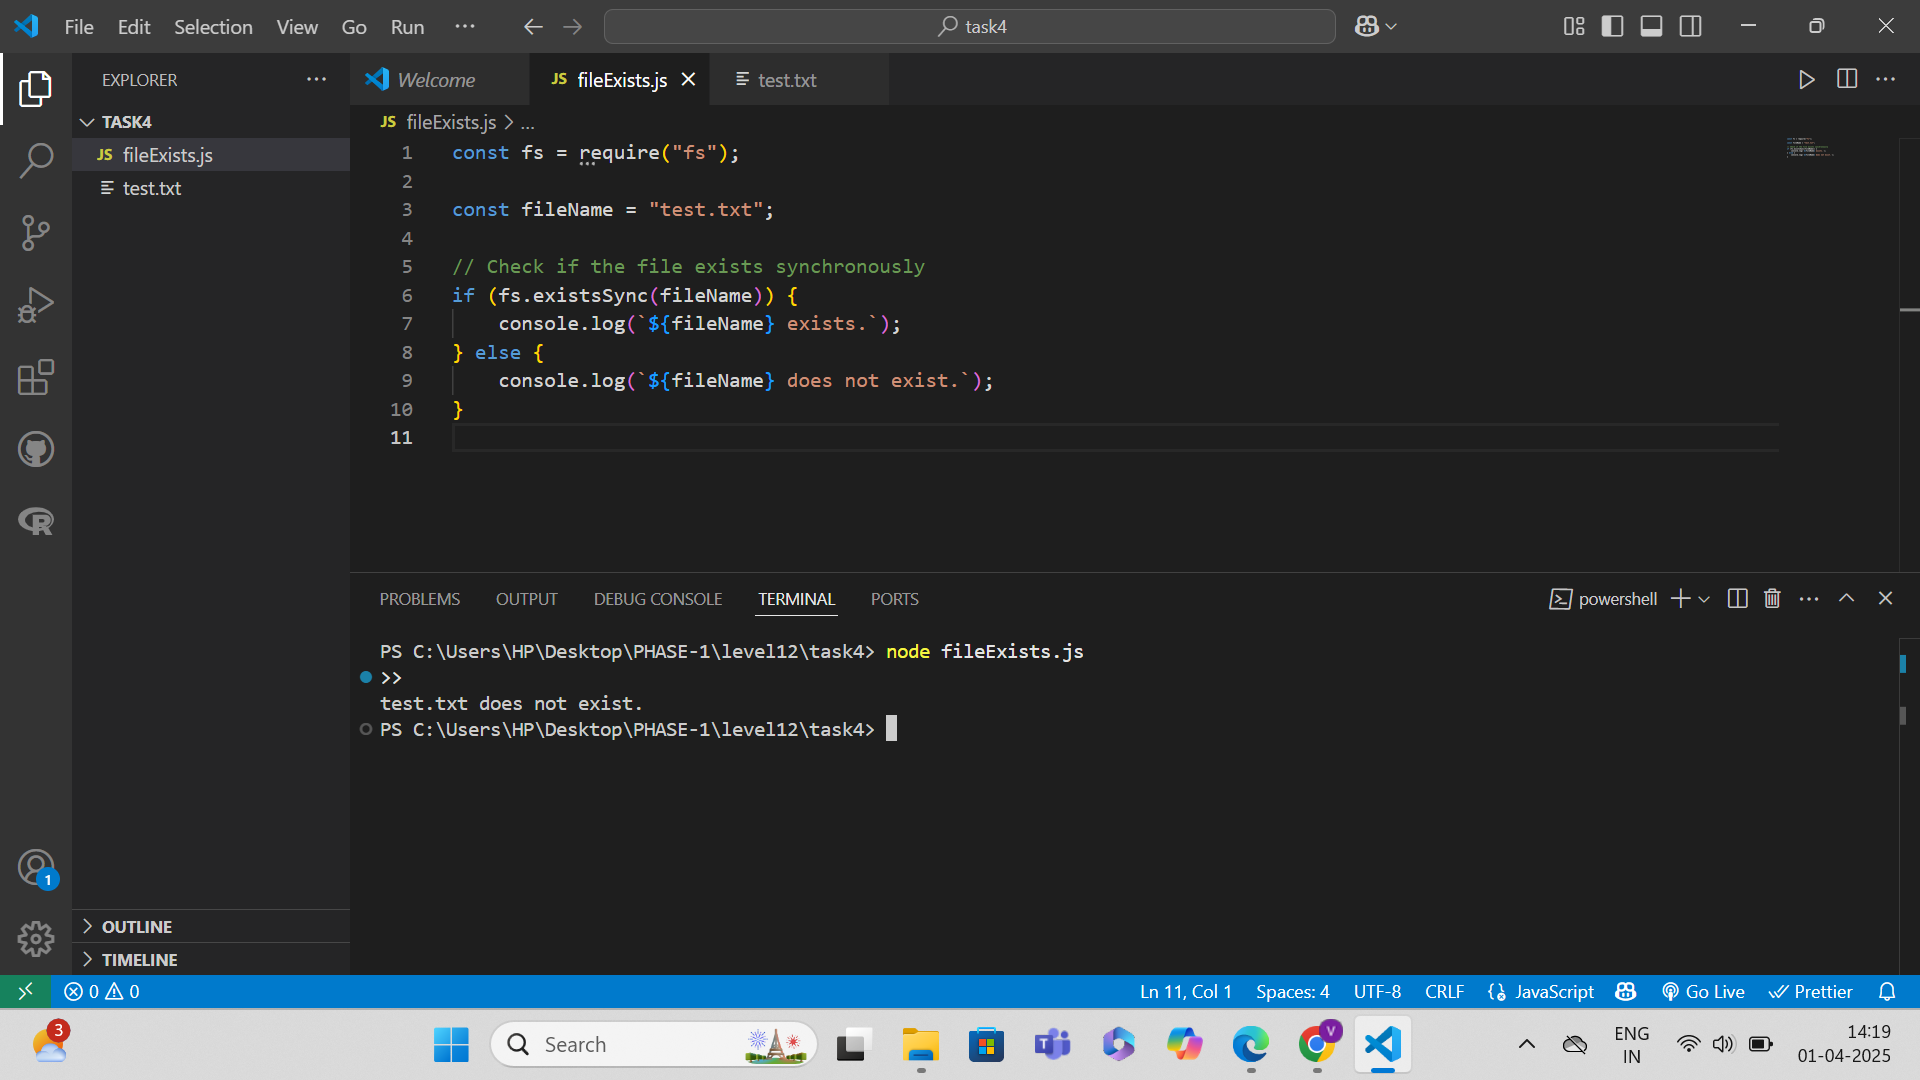 File Edit Selection View Go Run ··· task4
EXPLORER ···
Welcome
JS fileExists.js
test.txt
TASK4
JS fileExists.js
test.txt
JS fileExists.js > ...
1 const fs = require("fs");
2
3 const fileName = "test.txt";
4
5 // Check if the file exists synchronously
6 if (fs.existsSync(fileName)) {
7 console.log(`${fileName} exists.`);
8 } else {
9 console.log(`${fileName} does not exist.`);
10 }
11
PROBLEMS OUTPUT DEBUG CONSOLE TERMINAL PORTS
powershell
PS C:\Users\HP\Desktop\PHASE-1\level12\task4> node fileExists.js
>>
test.txt does not exist.
PS C:\Users\HP\Desktop\PHASE-1\level12\task4>
1
OUTLINE
TIMELINE
0 0
Ln 11, Col 1 Spaces: 4 UTF-8 CRLF JavaScript Go Live Prettier
3
Search
T
V
ENG
IN
14:19
01-04-2025